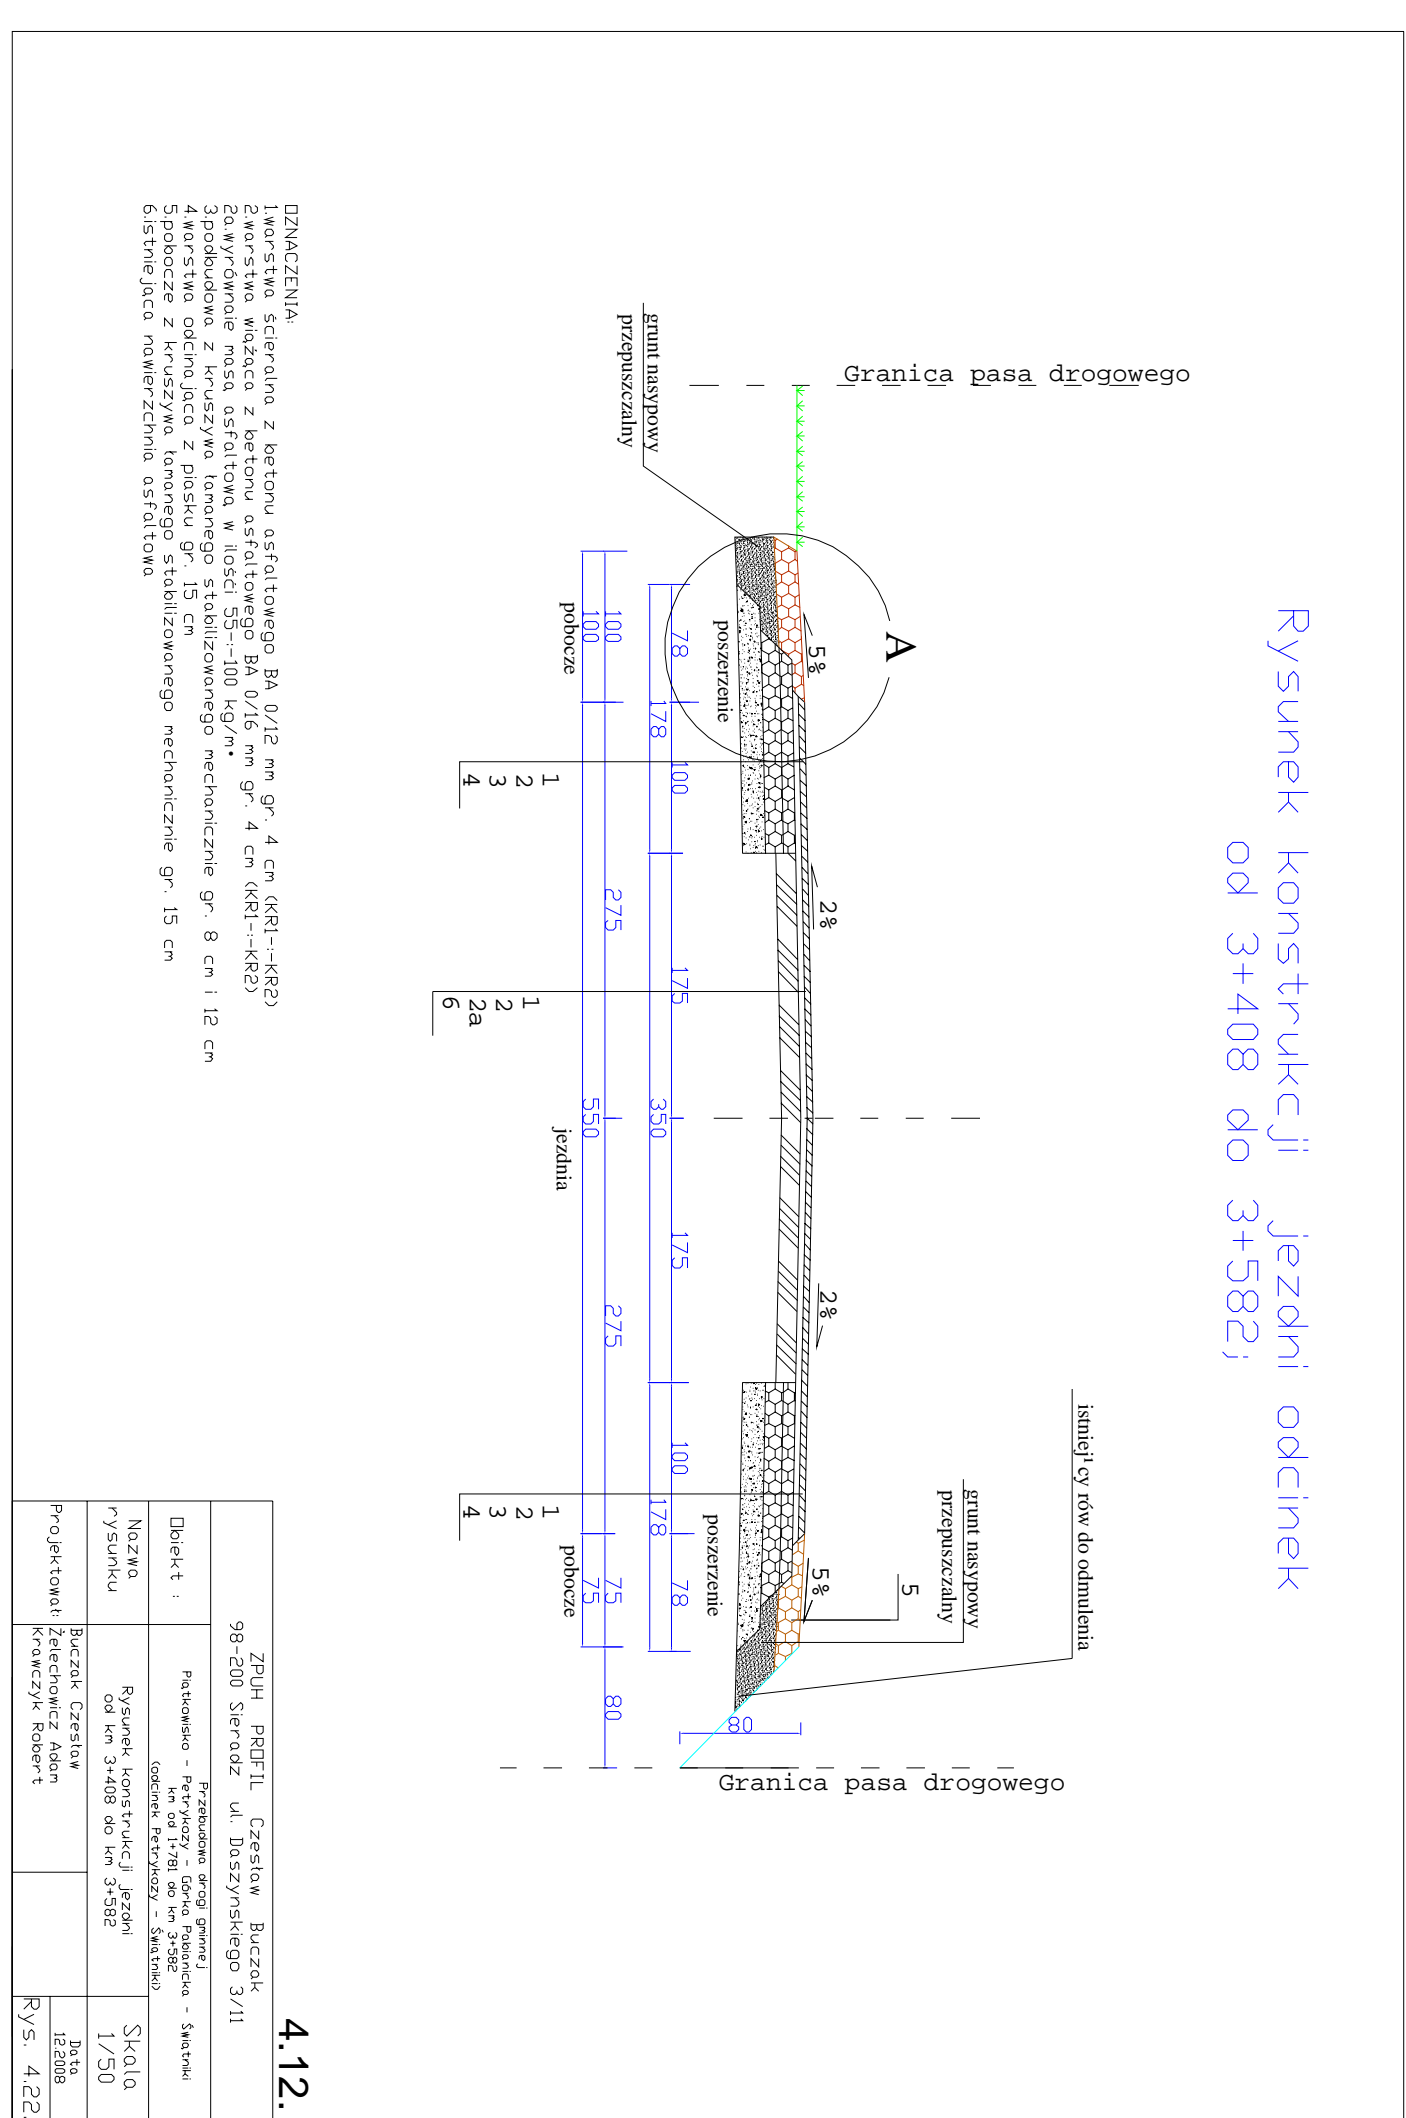 Rysunek konstrukcji jezdni odcinek
od 3+408 do 3+582;
Granica pasa drogowego
grunt nasypowy
przepuszczalny
A
5%
2%
2%
5%
istniej¹cy rów do odmulenia
grunt nasypowy
przepuszczalny
5
Granica pasa drogowego
poszerzenie
poszerzenie
80
78
100
175
175
100
78
178
350
178
100
275
275
75
80
100
550
75
pobocze
jezdnia
pobocze
1
2
3
4
1
2
2a
6
1
2
3
4
OZNACZENIA:
1.warstwa ścieralna z betonu asfaltowego BA 0/12 mm gr. 4 cm (KR1-:-KR2)
2.warstwa wiążąca z betonu asfaltowego BA 0/16 mm gr. 4 cm (KR1-:-KR2)
2a.wyrównaie masą asfaltową w ilości 55-:-100 kg/m•
3.podbudowa z kruszywa łamanego stabilizowanego mechanicznie gr. 8 cm i 12 cm
4.warstwa odcinająca z piasku gr. 15 cm
5.pobocze z kruszywa łamanego stabilizowanego mechanicznie gr. 15 cm
6.istniejąca nawierzchnia asfaltowa
4.12.
ZPUH PROFIL Czesław Buczak
98-200 Sieradz ul. Daszynskiego 3/11
Obiekt :
Przebudowa drogi gminnej
Piątkowisko - Petrykozy - Górka Pabianicka - Świątniki
km od 1+781 do km 3+582
(odcinek Petrykozy - Świątniki)
Nazwa
rysunku
Rysunek konstrukcji jezdni
od km 3+408 do km 3+582
Skala
1/50
Projektował:
Buczak Czesław
Żelechowicz Adam
Krawczyk Robert
Data
12.2008
Rys. 4.22.